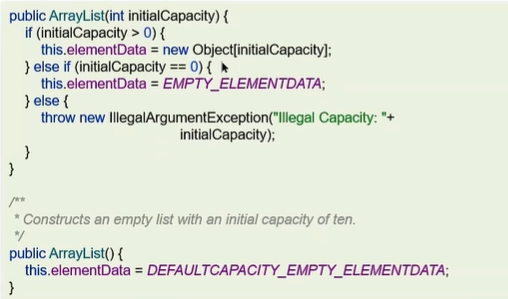 public ArrayList(int initialCapacity) {
if (initialCapacity > 0) {
this.elementData = new Object[initialCapacity];
} else if (initialCapacity == 0) {
this.elementData = EMPTY_ELEMENTDATA;
} else {
throw new IllegalArgumentException("Illegal Capacity: "+
initialCapacity);
}
}
/**
* Constructs an empty list with an initial capacity of ten.
*/
public ArrayList() {
this.elementData = DEFAULTCAPACITY_EMPTY_ELEMENTDATA;
}